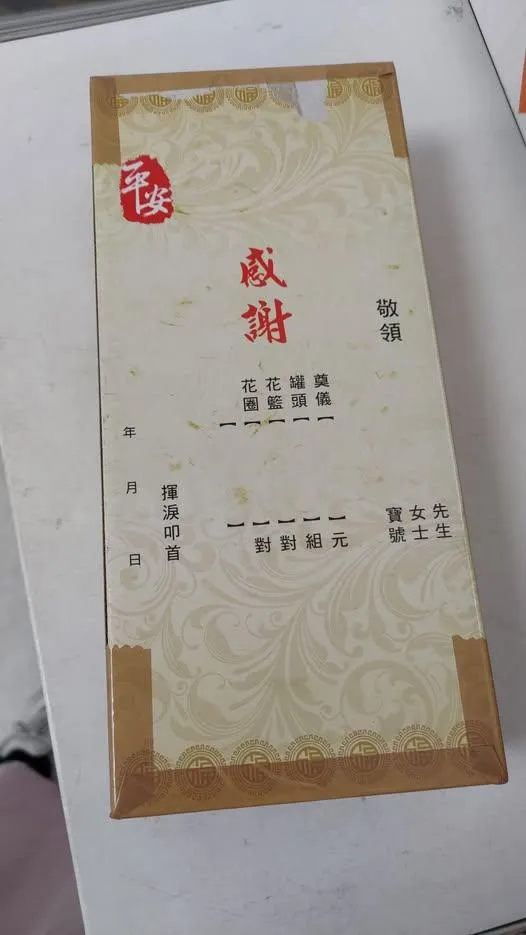 先生
女士
寶號
敬領
奠儀【 】元
罐頭【 】組
花籃【 】對
花圈【 】對
【 】
感謝
揮淚叩首
年 月 日
平安